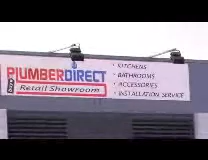 PLUMBERDIRECT
Retail Showroom
• KITCHENS
• BATHROOMS
• ACCESSORIES
• INSTALLATION SERVICE